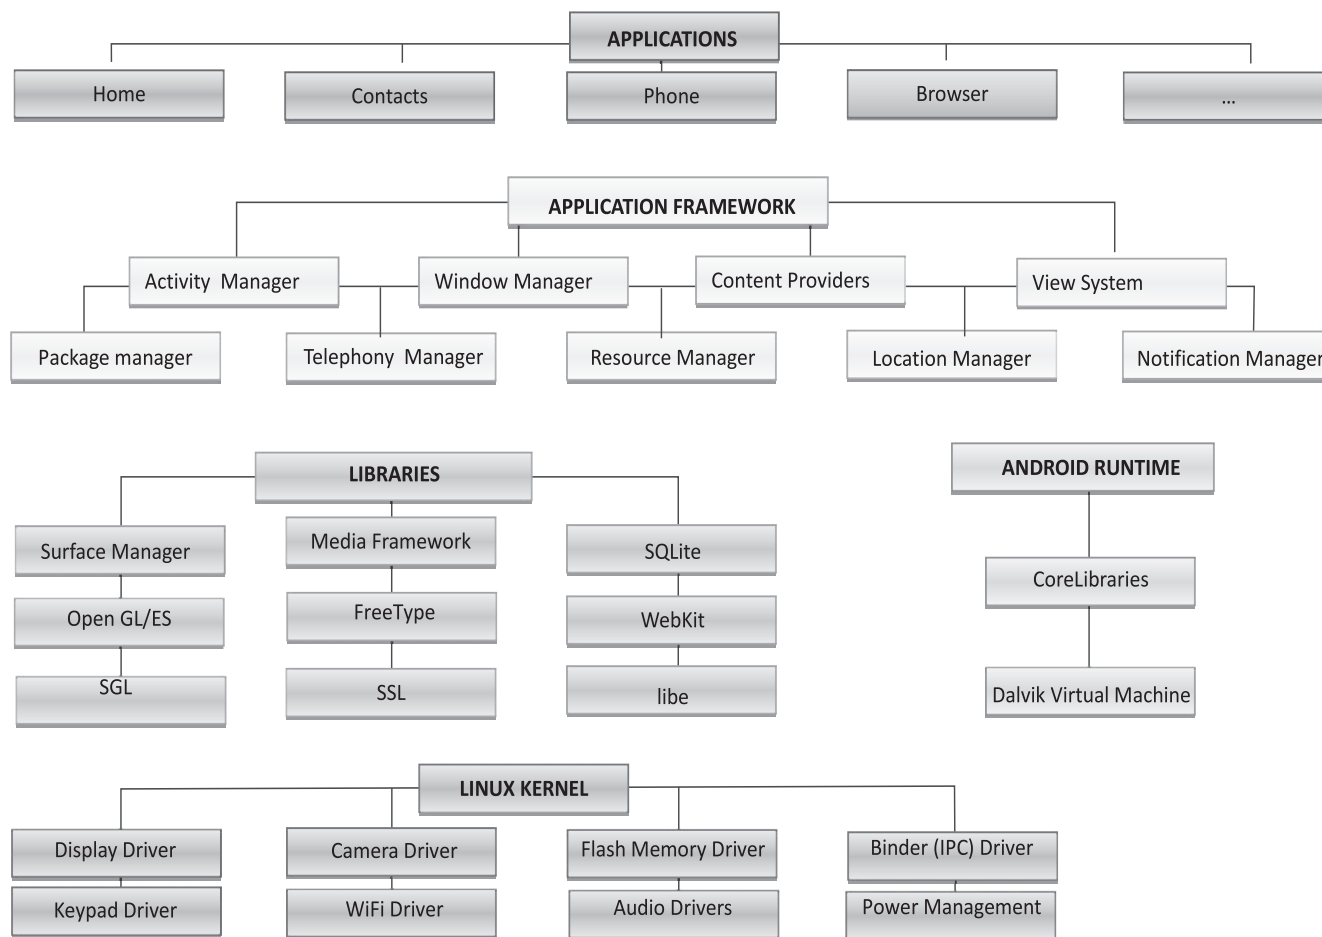 APPLICATIONS
Home
Contacts
Phone
Browser
...
APPLICATION FRAMEWORK
Activity Manager
Window Manager
Content Providers
View System
Package manager
Telephony Manager
Resource Manager
Location Manager
Notification Manager
LIBRARIES
Surface Manager
Media Framework
SQLite
Open GL/ES
FreeType
WebKit
SGL
SSL
libe
ANDROID RUNTIME
CoreLibraries
Dalvik Virtual Machine
LINUX KERNEL
Display Driver
Camera Driver
Flash Memory Driver
Binder (IPC) Driver
Keypad Driver
WiFi Driver
Audio Drivers
Power Management